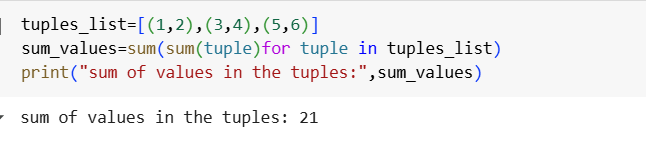 tuples_list=[(1,2),(3,4),(5,6)]
sum_values=sum(sum(tuple)for tuple in tuples_list)
print("sum of values in the tuples:",sum_values)
sum of values in the tuples: 21